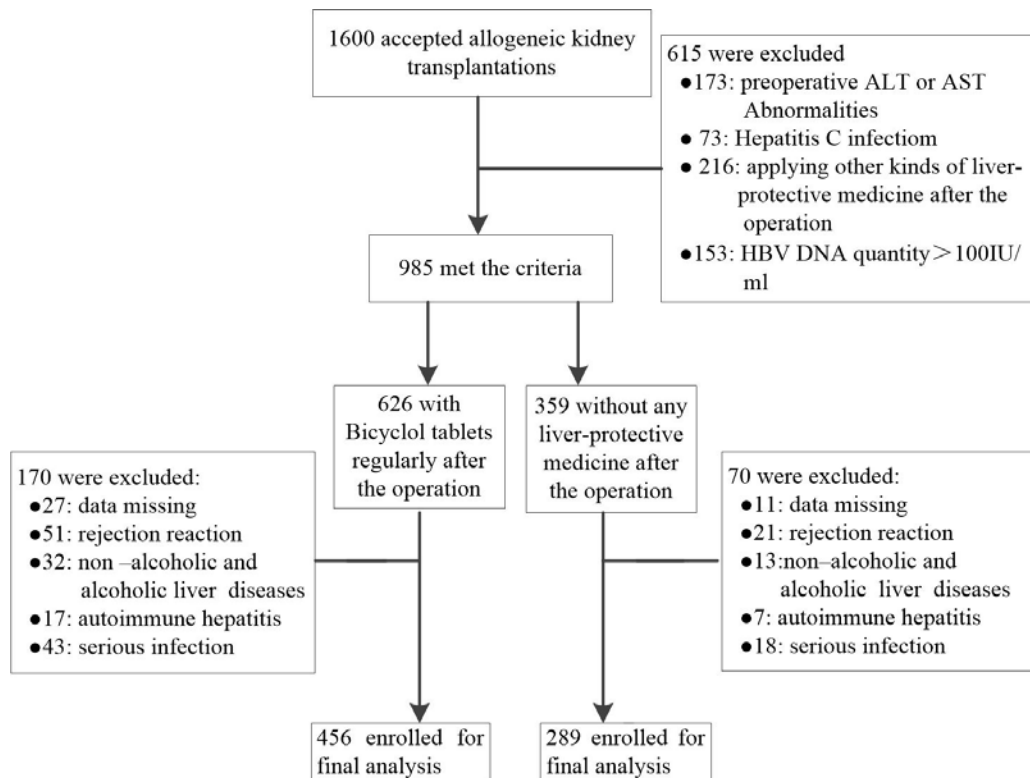 1600 accepted allogeneic kidney
transplantations
615 were excluded
●173: preoperative ALT or AST
Abnormalities
● 73: Hepatitis C infectiom
● 216: applying other kinds of liver-
protective medicine after the
operation
●153: HBV DNA quantity＞100IU/
ml
985 met the criteria
626 with
Bicyclol tablets
regularly after
the operation
359 without any
liver-protective
medicine after
the operation
170 were excluded:
●27: data missing
●51: rejection reaction
●32: non –alcoholic and
alcoholic liver diseases
●17: autoimmune hepatitis
●43: serious infection
70 were excluded:
●11: data missing
●21: rejection reaction
●13:non–alcoholic and
alcoholic liver diseases
●7: autoimmune hepatitis
●18: serious infection
456 enrolled for
final analysis
289 enrolled for
final analysis